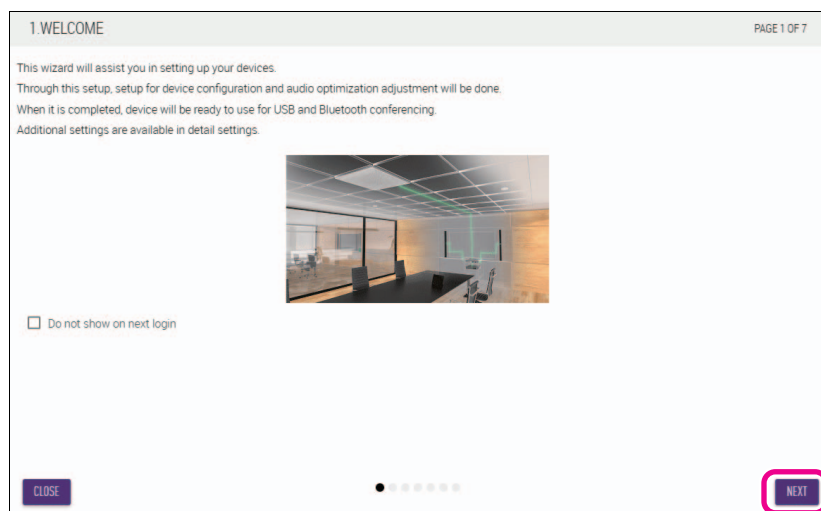 1.WELCOME
PAGE 1 OF 7
This wizard will assist you in setting up your devices.
Through this setup, setup for device configuration and audio optimization adjustment will be done.
When it is completed, device will be ready to use for USB and Bluetooth conferencing.
Additional settings are available in detail settings.
Do not show on next login
CLOSE
NEXT